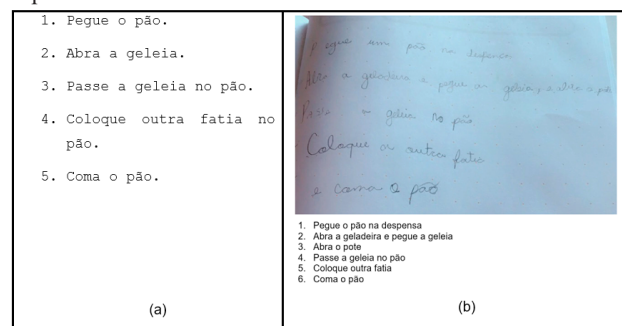 1. Pegue o pão.
2. Abra a geleia.
3. Passe a geleia no pão.
4. Coloque outra fatia no
pão.
5. Coma o pão.
(a)
Pegue um pão na despensa
Abra a geladeira e pegue a geleia, e abra o
Passe a geleia no pão
Coloque a outra fatia
e coma o pão
1. Pegue o pão na despensa
2. Abra a geladeira e pegue a geleia
3. Abra o pote
4. Passe a geleia no pão
5. Coloque outra fatia
6. Coma o pão
(b)